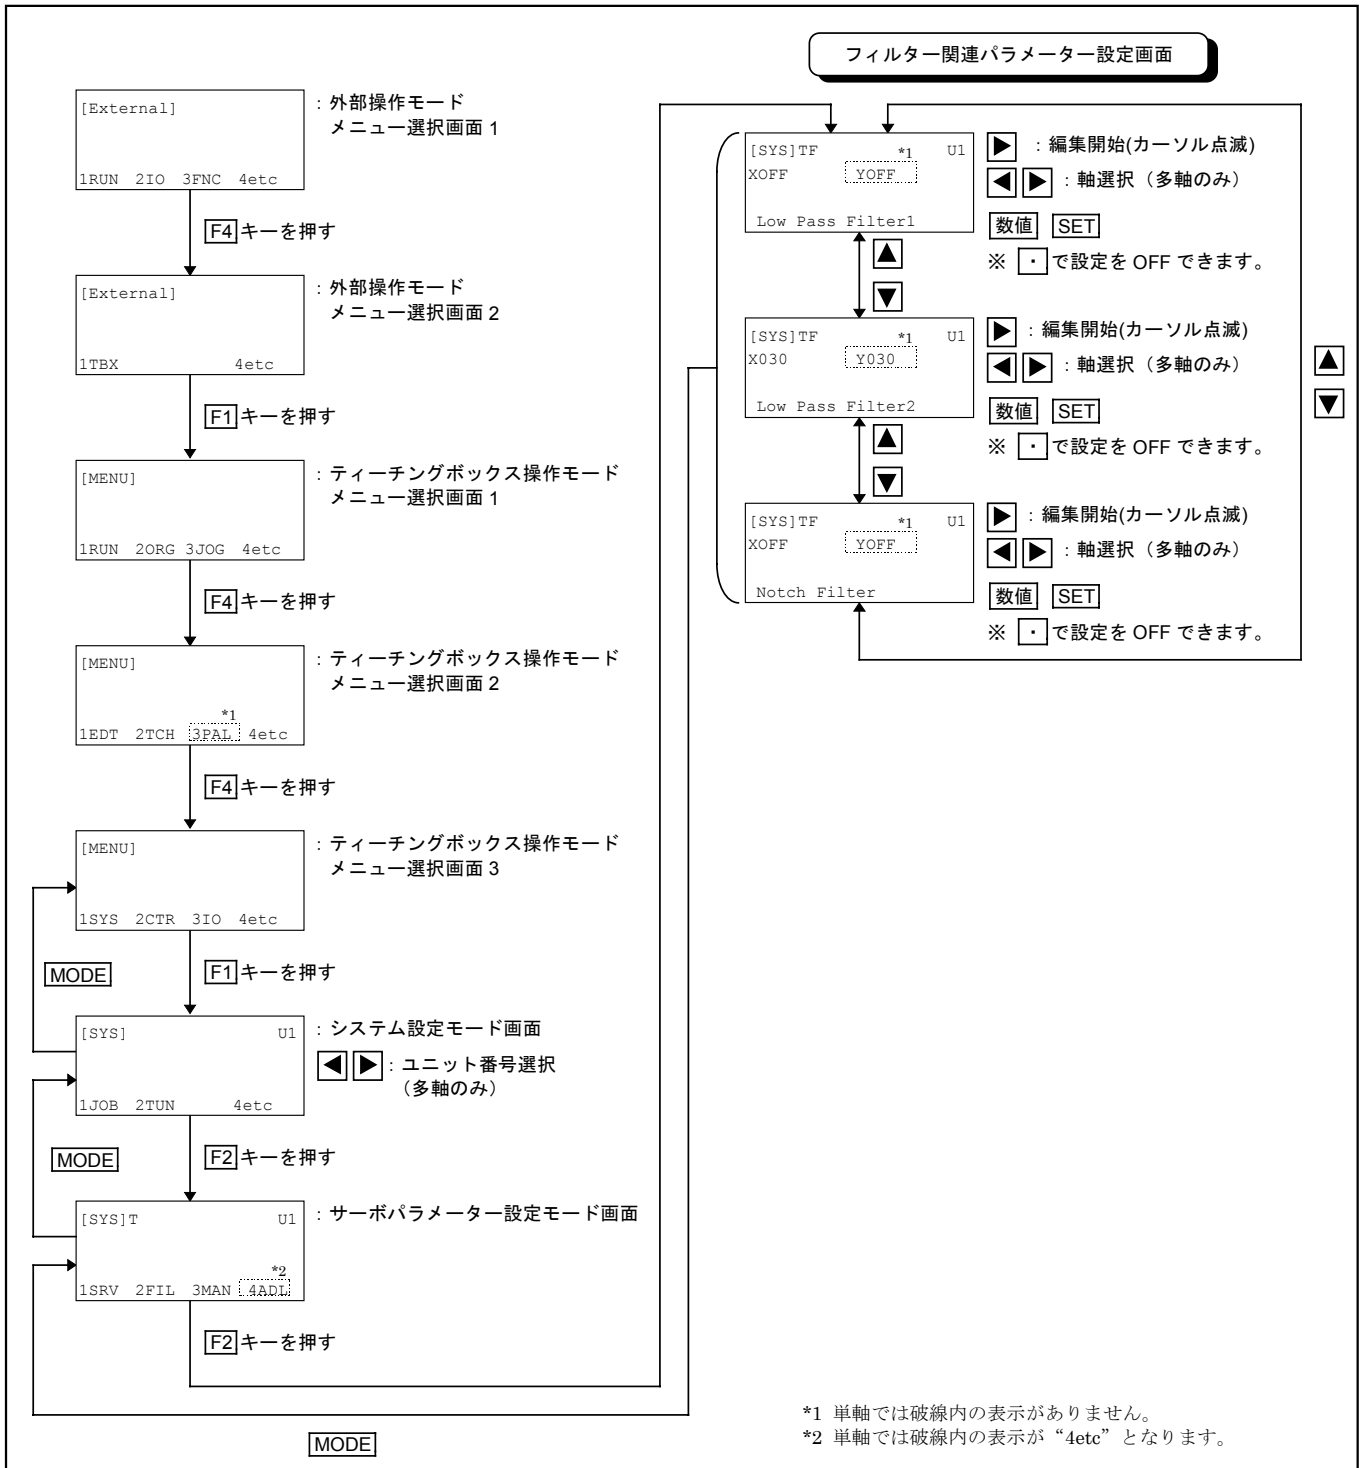 フィルター関連パラメーター設定画面
[External]
1RUN 2IO 3FNC 4etc
：外部操作モード
メニュー選択画面 1
F4 キーを押す
[External]
1TBX 4etc
：外部操作モード
メニュー選択画面 2
F1 キーを押す
[MENU]
1RUN 2ORG 3JOG 4etc
：ティーチングボックス操作モード
メニュー選択画面 1
F4 キーを押す
[MENU]
*1
1EDT 2TCH 3PAL 4etc
：ティーチングボックス操作モード
メニュー選択画面 2
F4 キーを押す
[MENU]
1SYS 2CTR 3IO 4etc
：ティーチングボックス操作モード
メニュー選択画面 3
MODE
F1 キーを押す
[SYS] U1
1JOB 2TUN 4etc
：システム設定モード画面
◀ ▶：ユニット番号選択
（多軸のみ）
MODE
F2 キーを押す
[SYS]T U1
*2
1SRV 2FIL 3MAN 4ADL
：サーボパラメーター設定モード画面
F2 キーを押す
MODE
[SYS]TF *1 U1
XOFF YOFF
Low Pass Filter1
▶ ：編集開始(カーソル点滅)
◀ ▶：軸選択（多軸のみ）
数値 SET
※ ・ で設定を OFF できます。
▲
▼
[SYS]TF *1 U1
X030 Y030
Low Pass Filter2
▶：編集開始(カーソル点滅)
◀ ▶：軸選択（多軸のみ）
数値 SET
※ ・ で設定を OFF できます。
▲
▼
[SYS]TF *1 U1
XOFF YOFF
Notch Filter
▶：編集開始(カーソル点滅)
◀ ▶：軸選択（多軸のみ）
数値 SET
※ ・ で設定を OFF できます。
▲
▼
*1 単軸では破線内の表示がありません。
*2 単軸では破線内の表示が“4etc”となります。